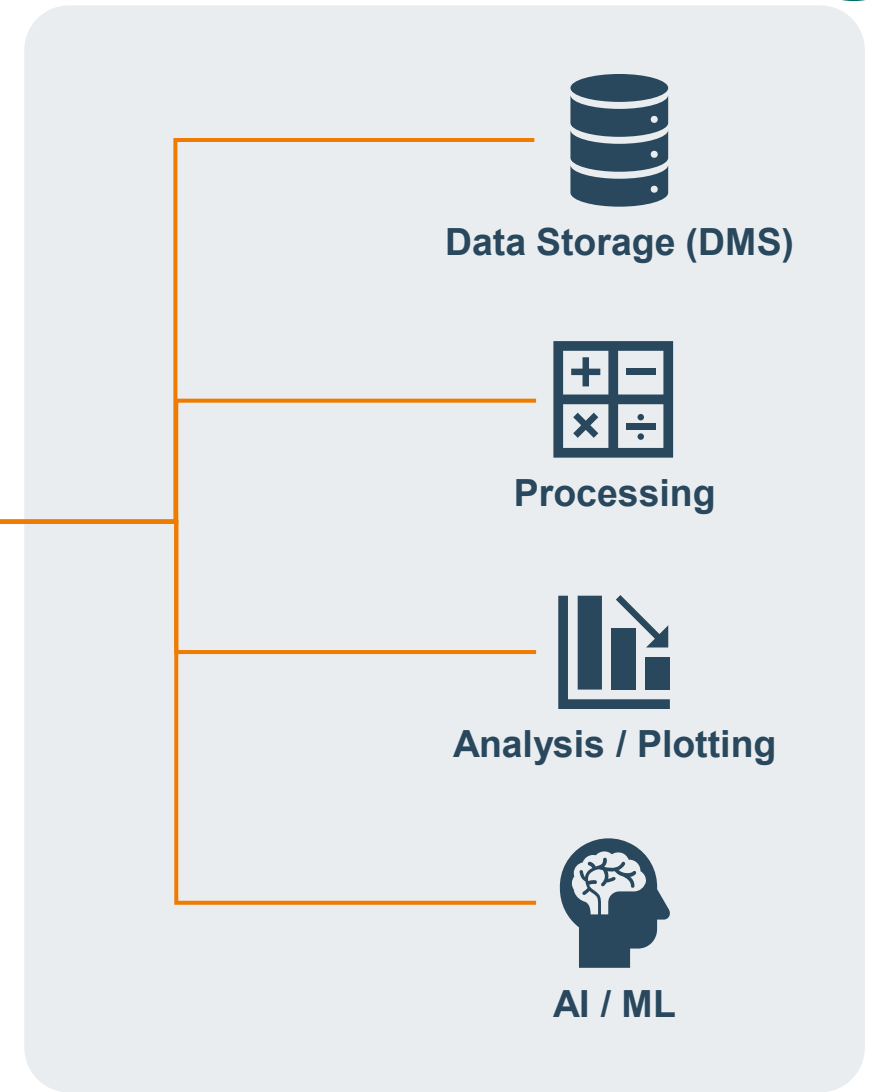 Data Storage (DMS)
Processing
Analysis / Plotting
AI / ML